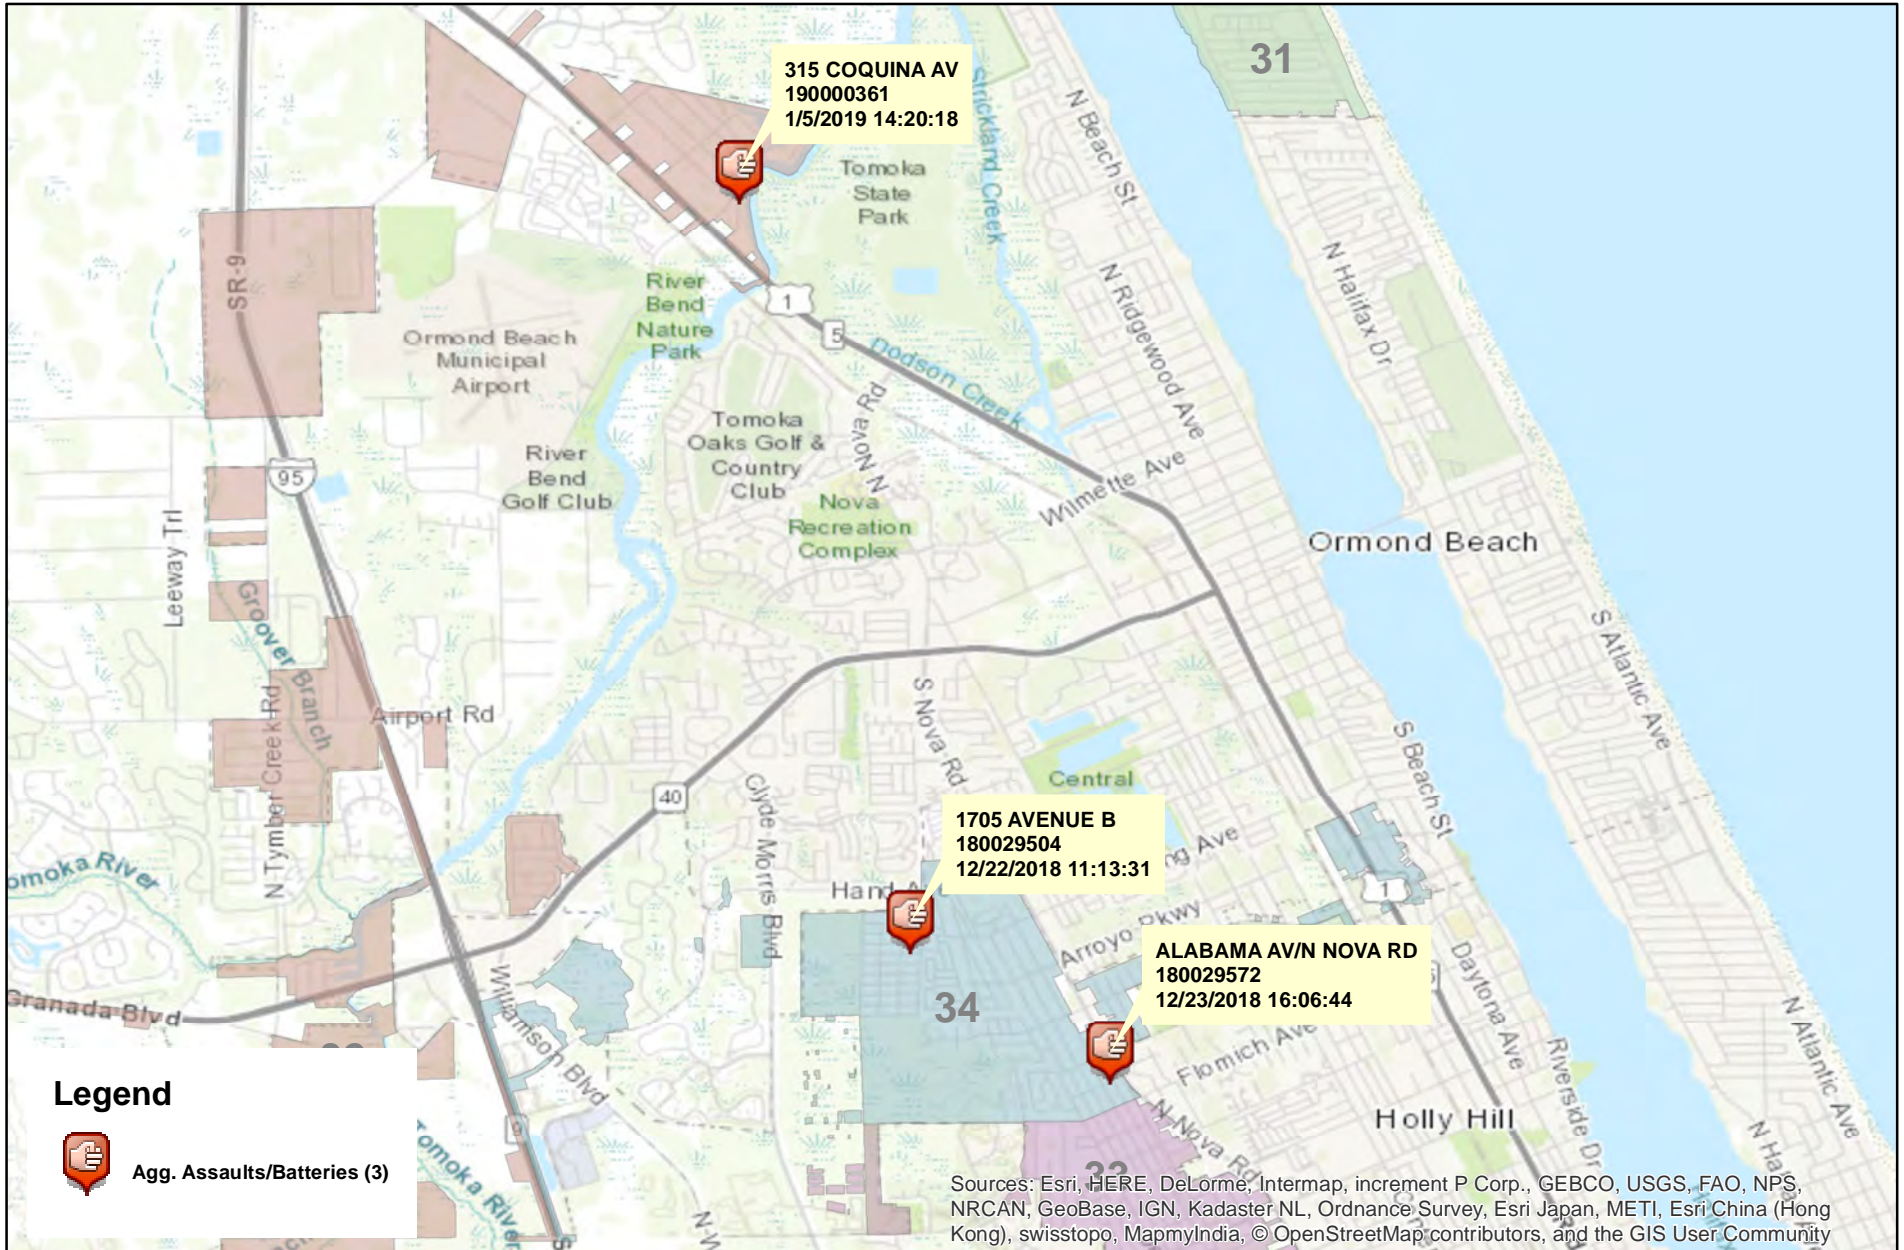 315 COQUINA AV
190000361
1/5/2019 14:20:18
31
Strickland Creek
N Beach St
Tomoka
State
Park
SR-9
N Halifax Dr
N Ridgewood Ave
River
Bend
Nature
Park
1
5
Dodson Creek
Ormond Beach
Municipal
Airport
Tomoka
Oaks Golf &
Country
Club
N Nova Rd
River
Bend
Golf Club
95
Nova
Recreation
Complex
Wilmette Ave
Leeway Trl
Ormond Beach
Groover Branch
S Atlantic Ave
N Tymber Creek Rd
Airport Rd
S Nova Rd
S Beach St
40
Clyde Morris Blvd
Central
1705 AVENUE B
180029504
12/22/2018 11:13:31
ng Ave
omoka River
Hand A
1
Arroyo Pkwy
ALABAMA AV/N NOVA RD
180029572
12/23/2018 16:06:44
Daytona Ave
34
Granada Blvd
Williamson Blvd
Flomich Ave
N Atlantic Ave
Riverside Dr
Holly Hill
N Nova Rd
33
Legend
Agg. Assaults/Batteries (3)
Tomoka River
Sources: Esri, HERE, DeLorme, Intermap, increment P Corp., GEBCO, USGS, FAO, NPS,
NRCAN, GeoBase, IGN, Kadaster NL, Ordnance Survey, Esri Japan, METI, Esri China (Hong
Kong), swisstopo, MapmyIndia, © OpenStreetMap contributors, and the GIS User Community